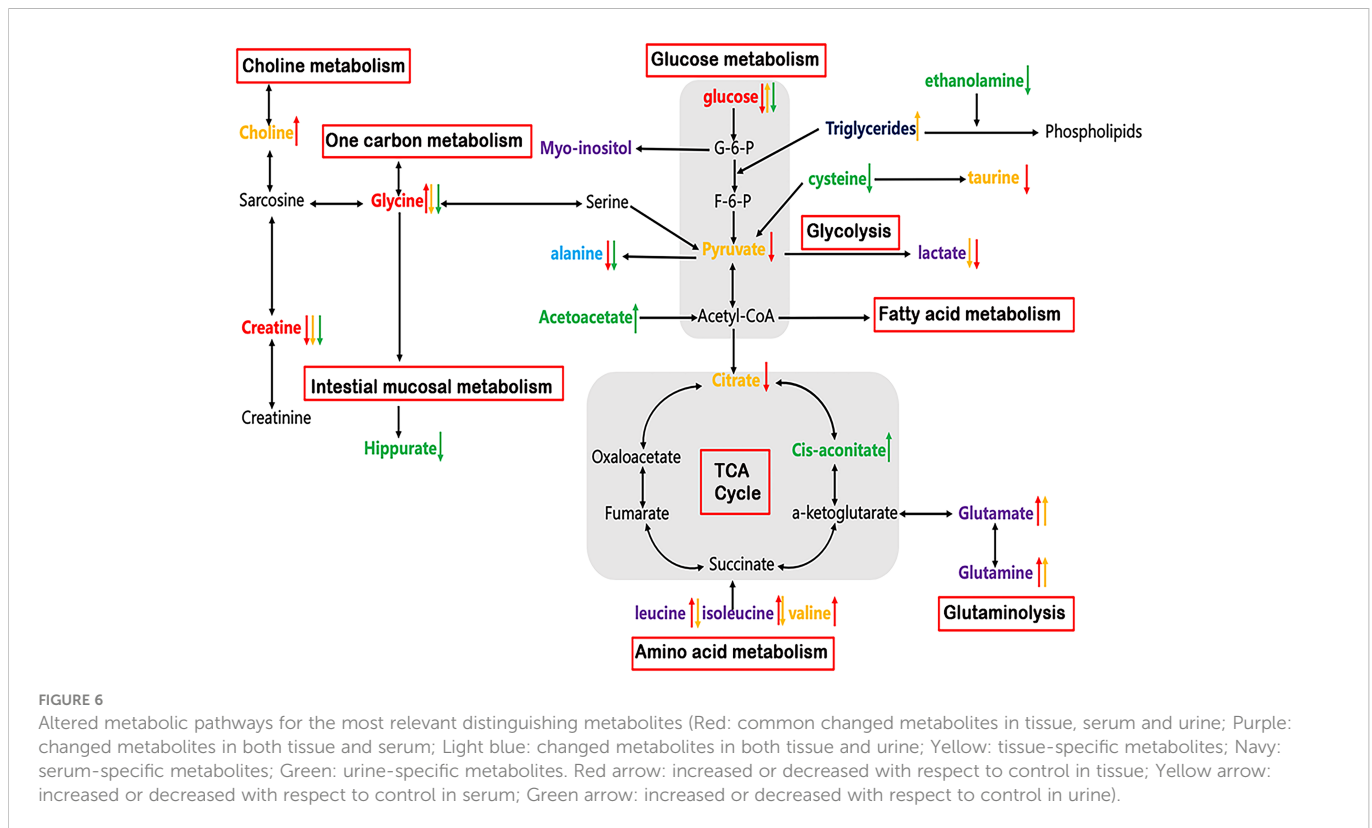 Choline metabolism
Glucose metabolism
glucose
ethanolamine
Choline
One carbon metabolism
Myo-inositol
G-6-P
Triglycerides
Phospholipids
cysteine
taurine
Sarcosine
Glycine
Serine
F-6-P
Glycolysis
alanine
Pyruvate
lactate
Creatine
Acetoacetate
Acetyl-CoA
Fatty acid metabolism
Intestial mucosal metabolism
Citrate
Creatinine
Hippurate
Oxaloacetate
TCA
Cycle
Cis-aconitate
Fumarate
a-ketoglutarate
Glutamate
Succinate
Glutamine
leucine isoleucine valine
Glutaminolysis
Amino acid metabolism
FIGURE 6
Altered metabolic pathways for the most relevant distinguishing metabolites (Red: common changed metabolites in tissue, serum and urine; Purple:
changed metabolites in both tissue and serum; Light blue: changed metabolites in both tissue and urine; Yellow: tissue-specific metabolites; Navy:
serum-specific metabolites; Green: urine-specific metabolites. Red arrow: increased or decreased with respect to control in tissue; Yellow arrow:
increased or decreased with respect to control in serum; Green arrow: increased or decreased with respect to control in urine).